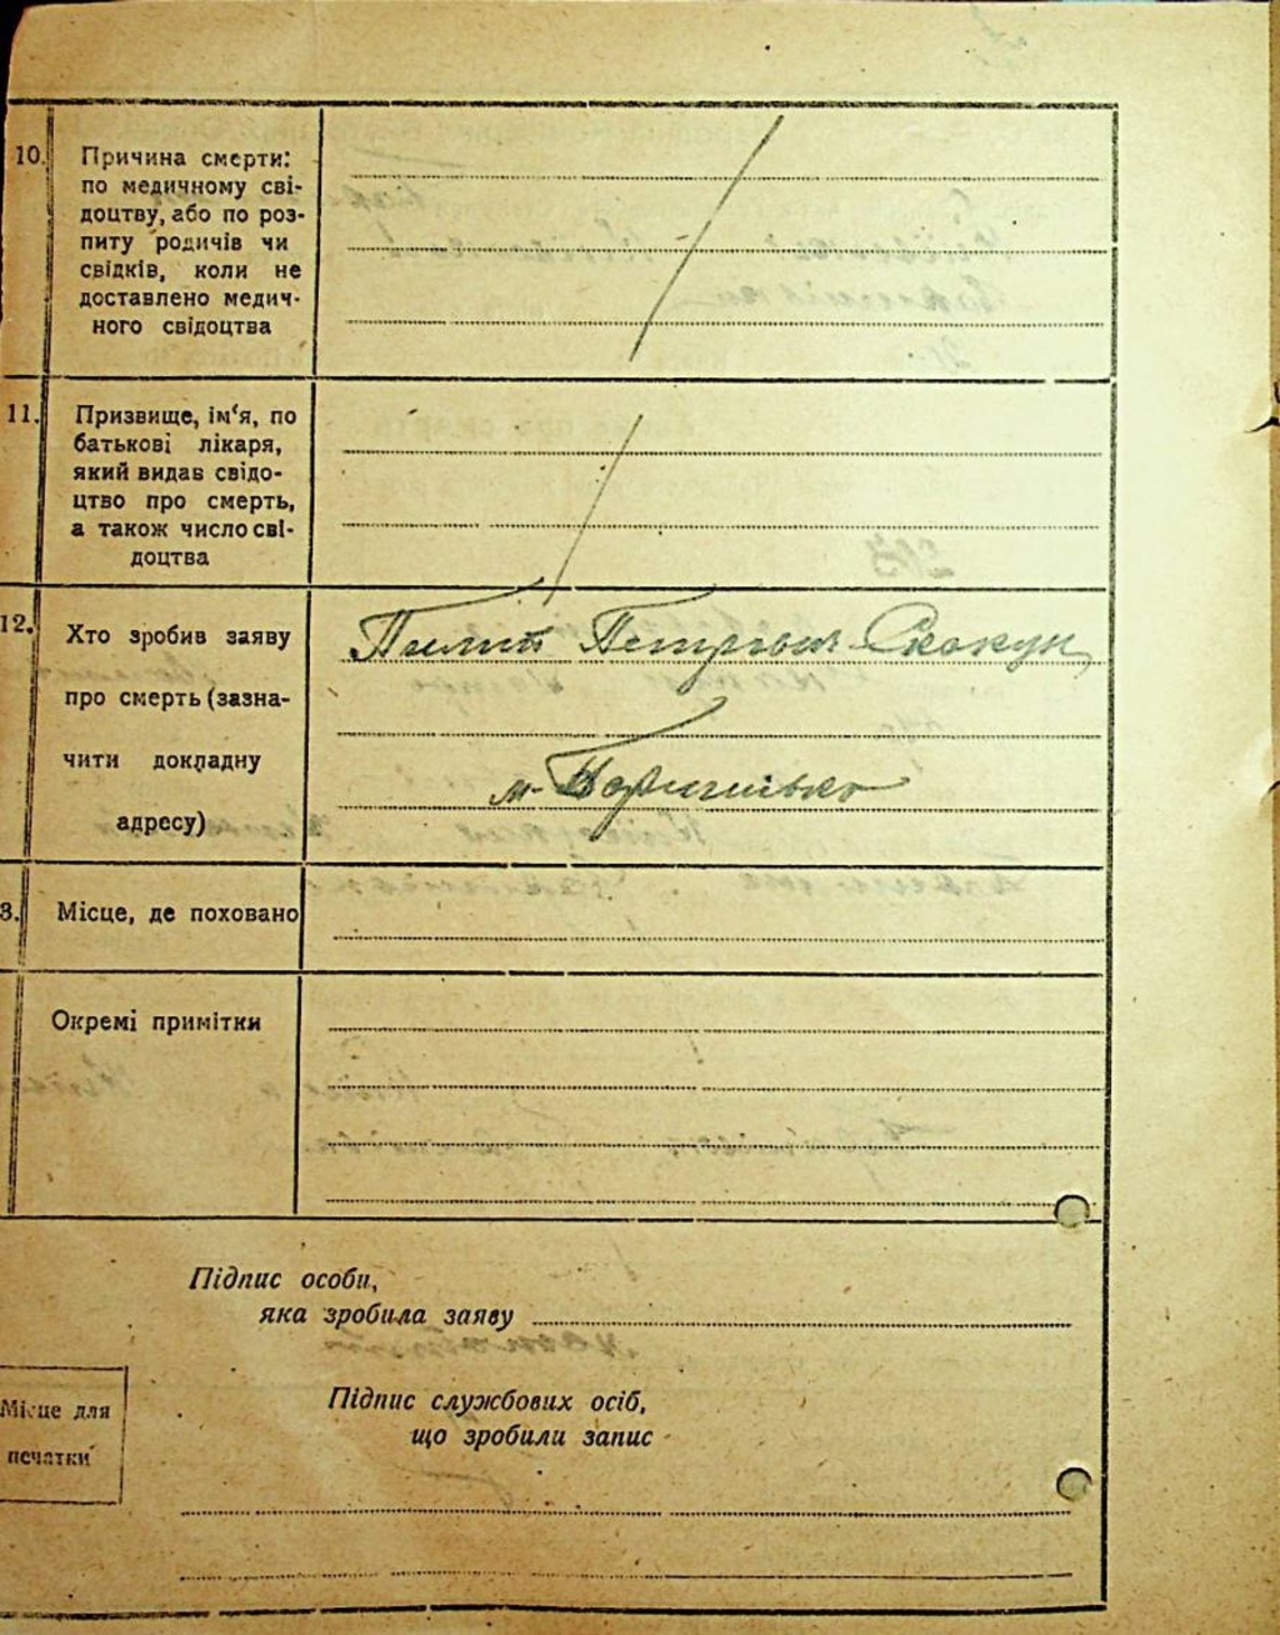 10. Причина смерти:
по медичному сві-
доцтву, або по роз-
питу родичів чи
свідків, коли не
доставлено медич-
ного свідоцтва
11. Призвище, ім‘я, по
батькові лікаря,
який видав свідо-
цтво про смерть,
а також число сві-
доцтва
12. Хто зробив заяву
про смерть (зазна-
чити докладну
адресу)
Петрович Скакун
м.
3. Місце, де поховано
Окремі примітки
Підпис особи,
яка зробила заяву
Підпис службових осіб,
що зробили запис
Місце для
печатки